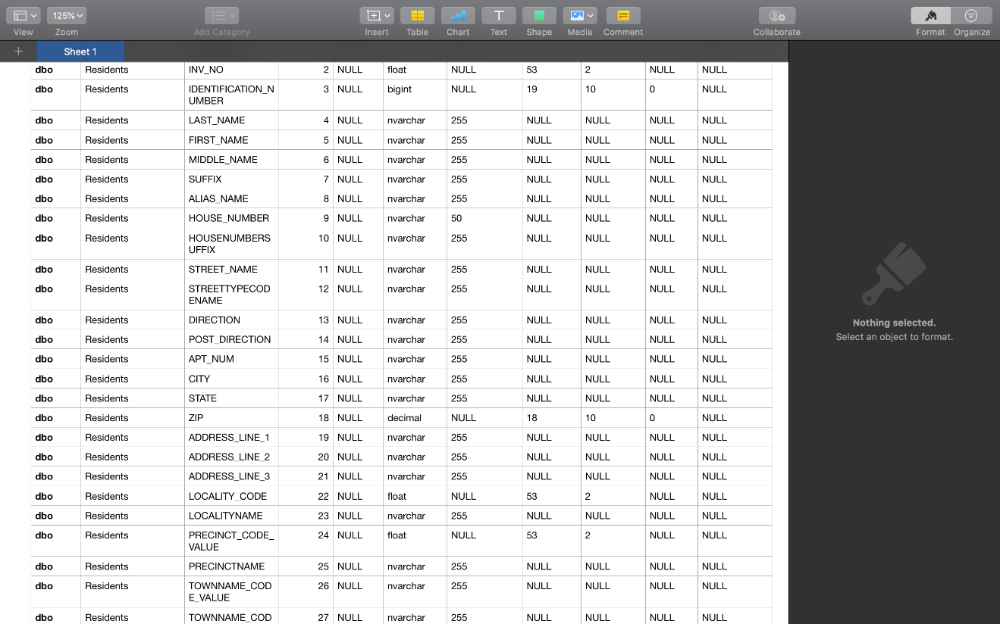 125%
View
Zoom
Add Category
Insert
Table
Chart
T
Text
Shape
Media
Comment
Collaborate
Format
Organize
+
Sheet 1
dbo Residents INV_NO 2 NULL float NULL 53 2 NULL NULL
dbo Residents IDENTIFICATION_N 3 NULL bigint NULL 19 10 0 NULL
UMBER
dbo Residents LAST_NAME 4 NULL nvarchar 255 NULL NULL NULL NULL
dbo Residents FIRST_NAME 5 NULL nvarchar 255 NULL NULL NULL NULL
dbo Residents MIDDLE_NAME 6 NULL nvarchar 255 NULL NULL NULL NULL
dbo Residents SUFFIX 7 NULL nvarchar 255 NULL NULL NULL NULL
dbo Residents ALIAS_NAME 8 NULL nvarchar 255 NULL NULL NULL NULL
dbo Residents HOUSE_NUMBER 9 NULL nvarchar 50 NULL NULL NULL NULL
dbo Residents HOUSENUMBERS 10 NULL nvarchar 255 NULL NULL NULL NULL
UFFIX
dbo Residents STREET_NAME 11 NULL nvarchar 255 NULL NULL NULL NULL
dbo Residents STREETTYPECOD 12 NULL nvarchar 255 NULL NULL NULL NULL
ENAME
dbo Residents DIRECTION 13 NULL nvarchar 255 NULL NULL NULL NULL
dbo Residents POST_DIRECTION 14 NULL nvarchar 255 NULL NULL NULL NULL
dbo Residents APT_NUM 15 NULL nvarchar 255 NULL NULL NULL NULL
dbo Residents CITY 16 NULL nvarchar 255 NULL NULL NULL NULL
dbo Residents STATE 17 NULL nvarchar 255 NULL NULL NULL NULL
dbo Residents ZIP 18 NULL decimal NULL 18 10 0 NULL
dbo Residents ADDRESS_LINE_1 19 NULL nvarchar 255 NULL NULL NULL NULL
dbo Residents ADDRESS_LINE_2 20 NULL nvarchar 255 NULL NULL NULL NULL
dbo Residents ADDRESS_LINE_3 21 NULL nvarchar 255 NULL NULL NULL NULL
dbo Residents LOCALITY_CODE 22 NULL float NULL 53 2 NULL NULL
dbo Residents LOCALITYNAME 23 NULL nvarchar 255 NULL NULL NULL NULL
dbo Residents PRECINCT_CODE_ 24 NULL float NULL 53 2 NULL NULL
VALUE
dbo Residents PRECINCTNAME 25 NULL nvarchar 255 NULL NULL NULL NULL
dbo Residents TOWNNAME_COD 26 NULL nvarchar 255 NULL NULL NULL NULL
E_VALUE
dbo Residents TOWNNAME_COD 27 NULL nvarchar 255 NULL NULL NULL NULL
Nothing selected.
Select an object to format.